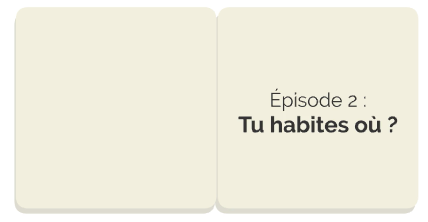 Épisode 2 :
Tu habites où ?